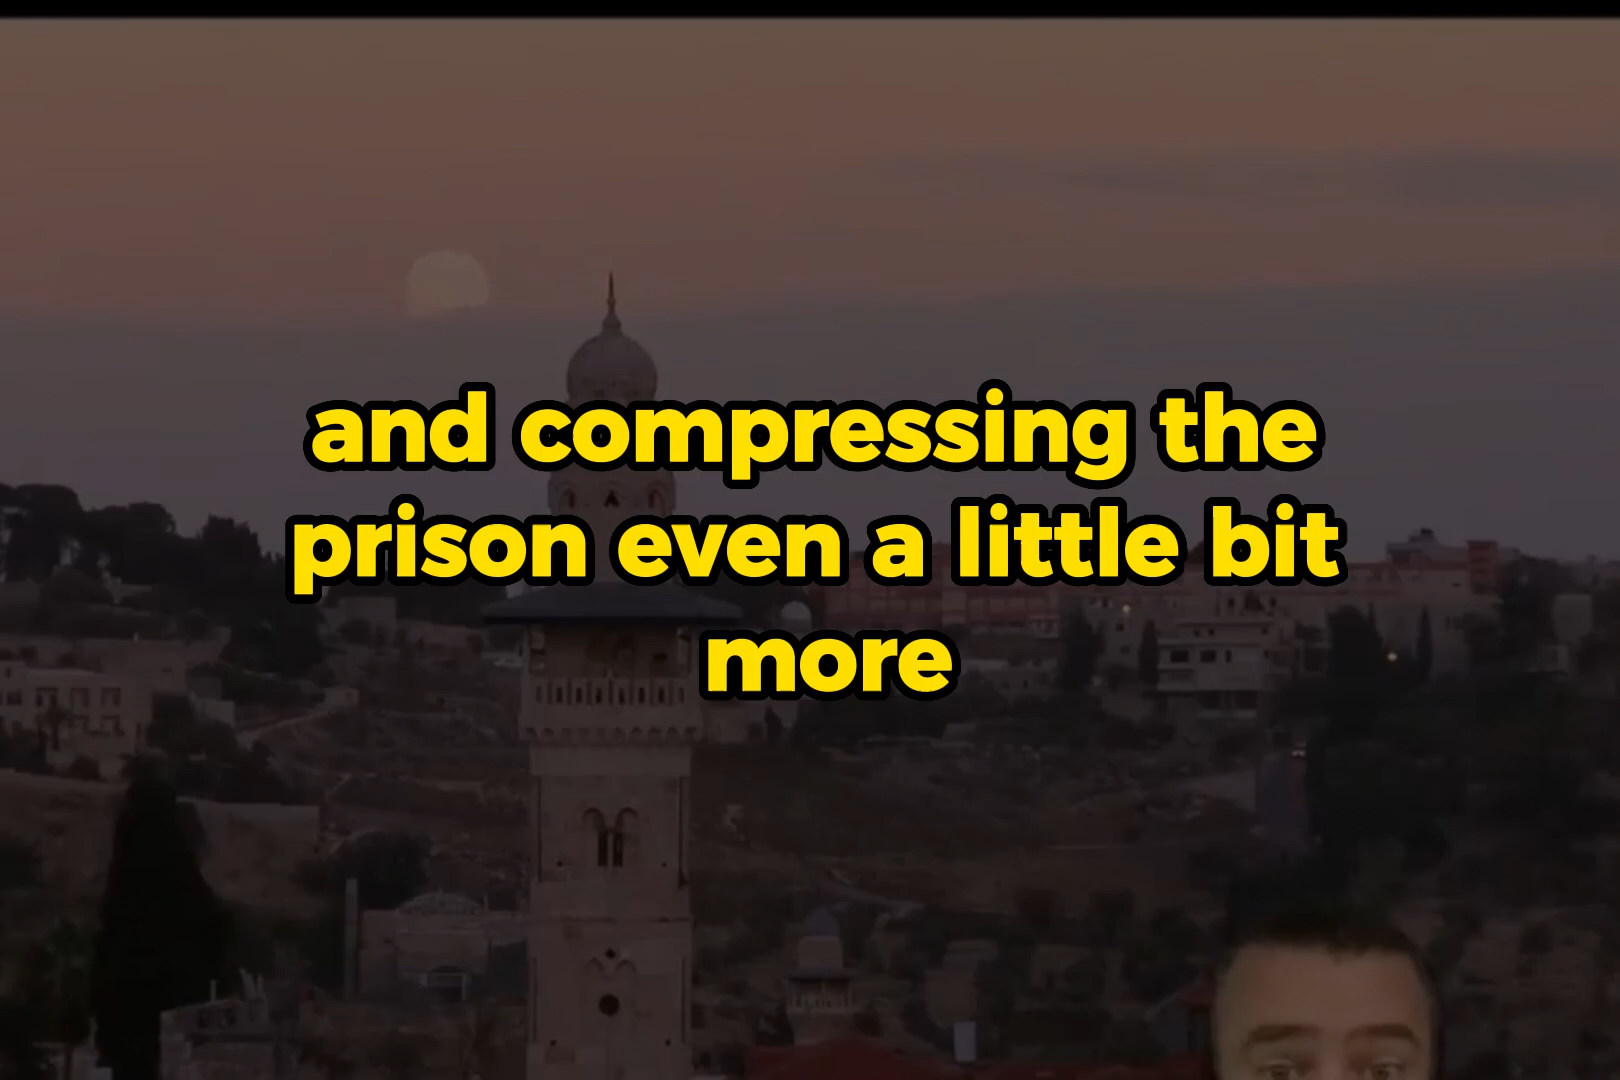 and compressing the
prison even a little bit
more